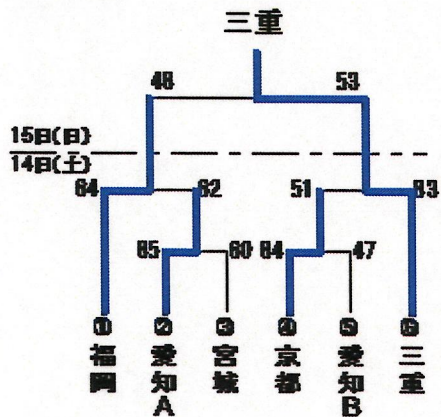 三重
48 53
15日(日)
14日(土)
64 62 51 83
65 60 64 47
① ② ③ ④ ⑤ ⑥
福岡
愛知A
宮城
京都
愛知B
三重